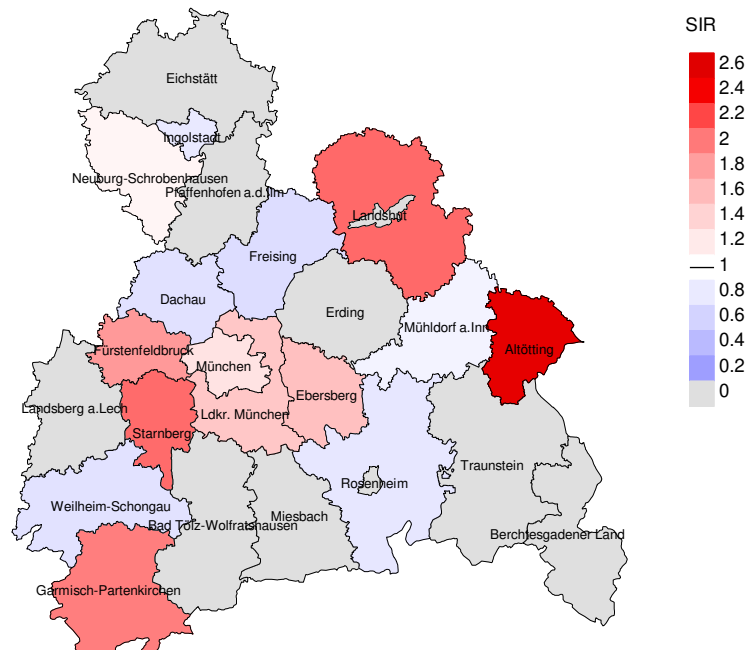 SIR
2.6
2.4
2.2
2
1.8
1.6
1.4
1.2
1
0.8
0.6
0.4
0.2
0
Eichstätt
Ingolstadt
Neuburg-Schrobenhausen
Pfaffenhofen a.d.Ilm
Landshut
Freising
Dachau
Erding
Mühldorf a.Inn
Altötting
Fürstenfeldbruck
München
Ebersberg
Landsberg a.Lech
Ldkr. München
Starnberg
Traunstein
Rosenheim
Weilheim-Schongau
Miesbach
Bad Tölz-Wolfratshausen
Berchtesgadener Land
Garmisch-Partenkirchen